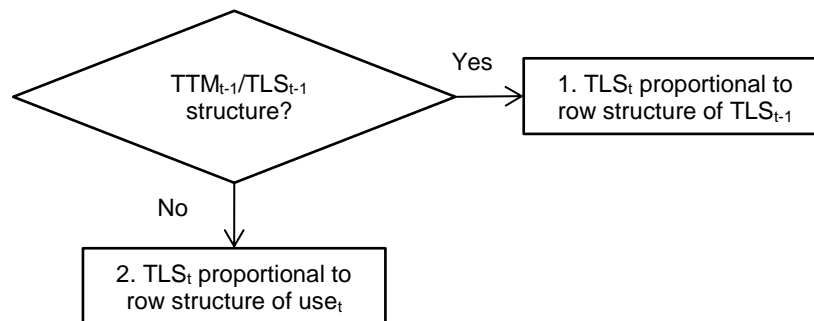 TTMt-1/TLSt-1
structure?
Yes
1. TLSt proportional to
row structure of TLSt-1
No
2. TLSt proportional to
row structure of uset